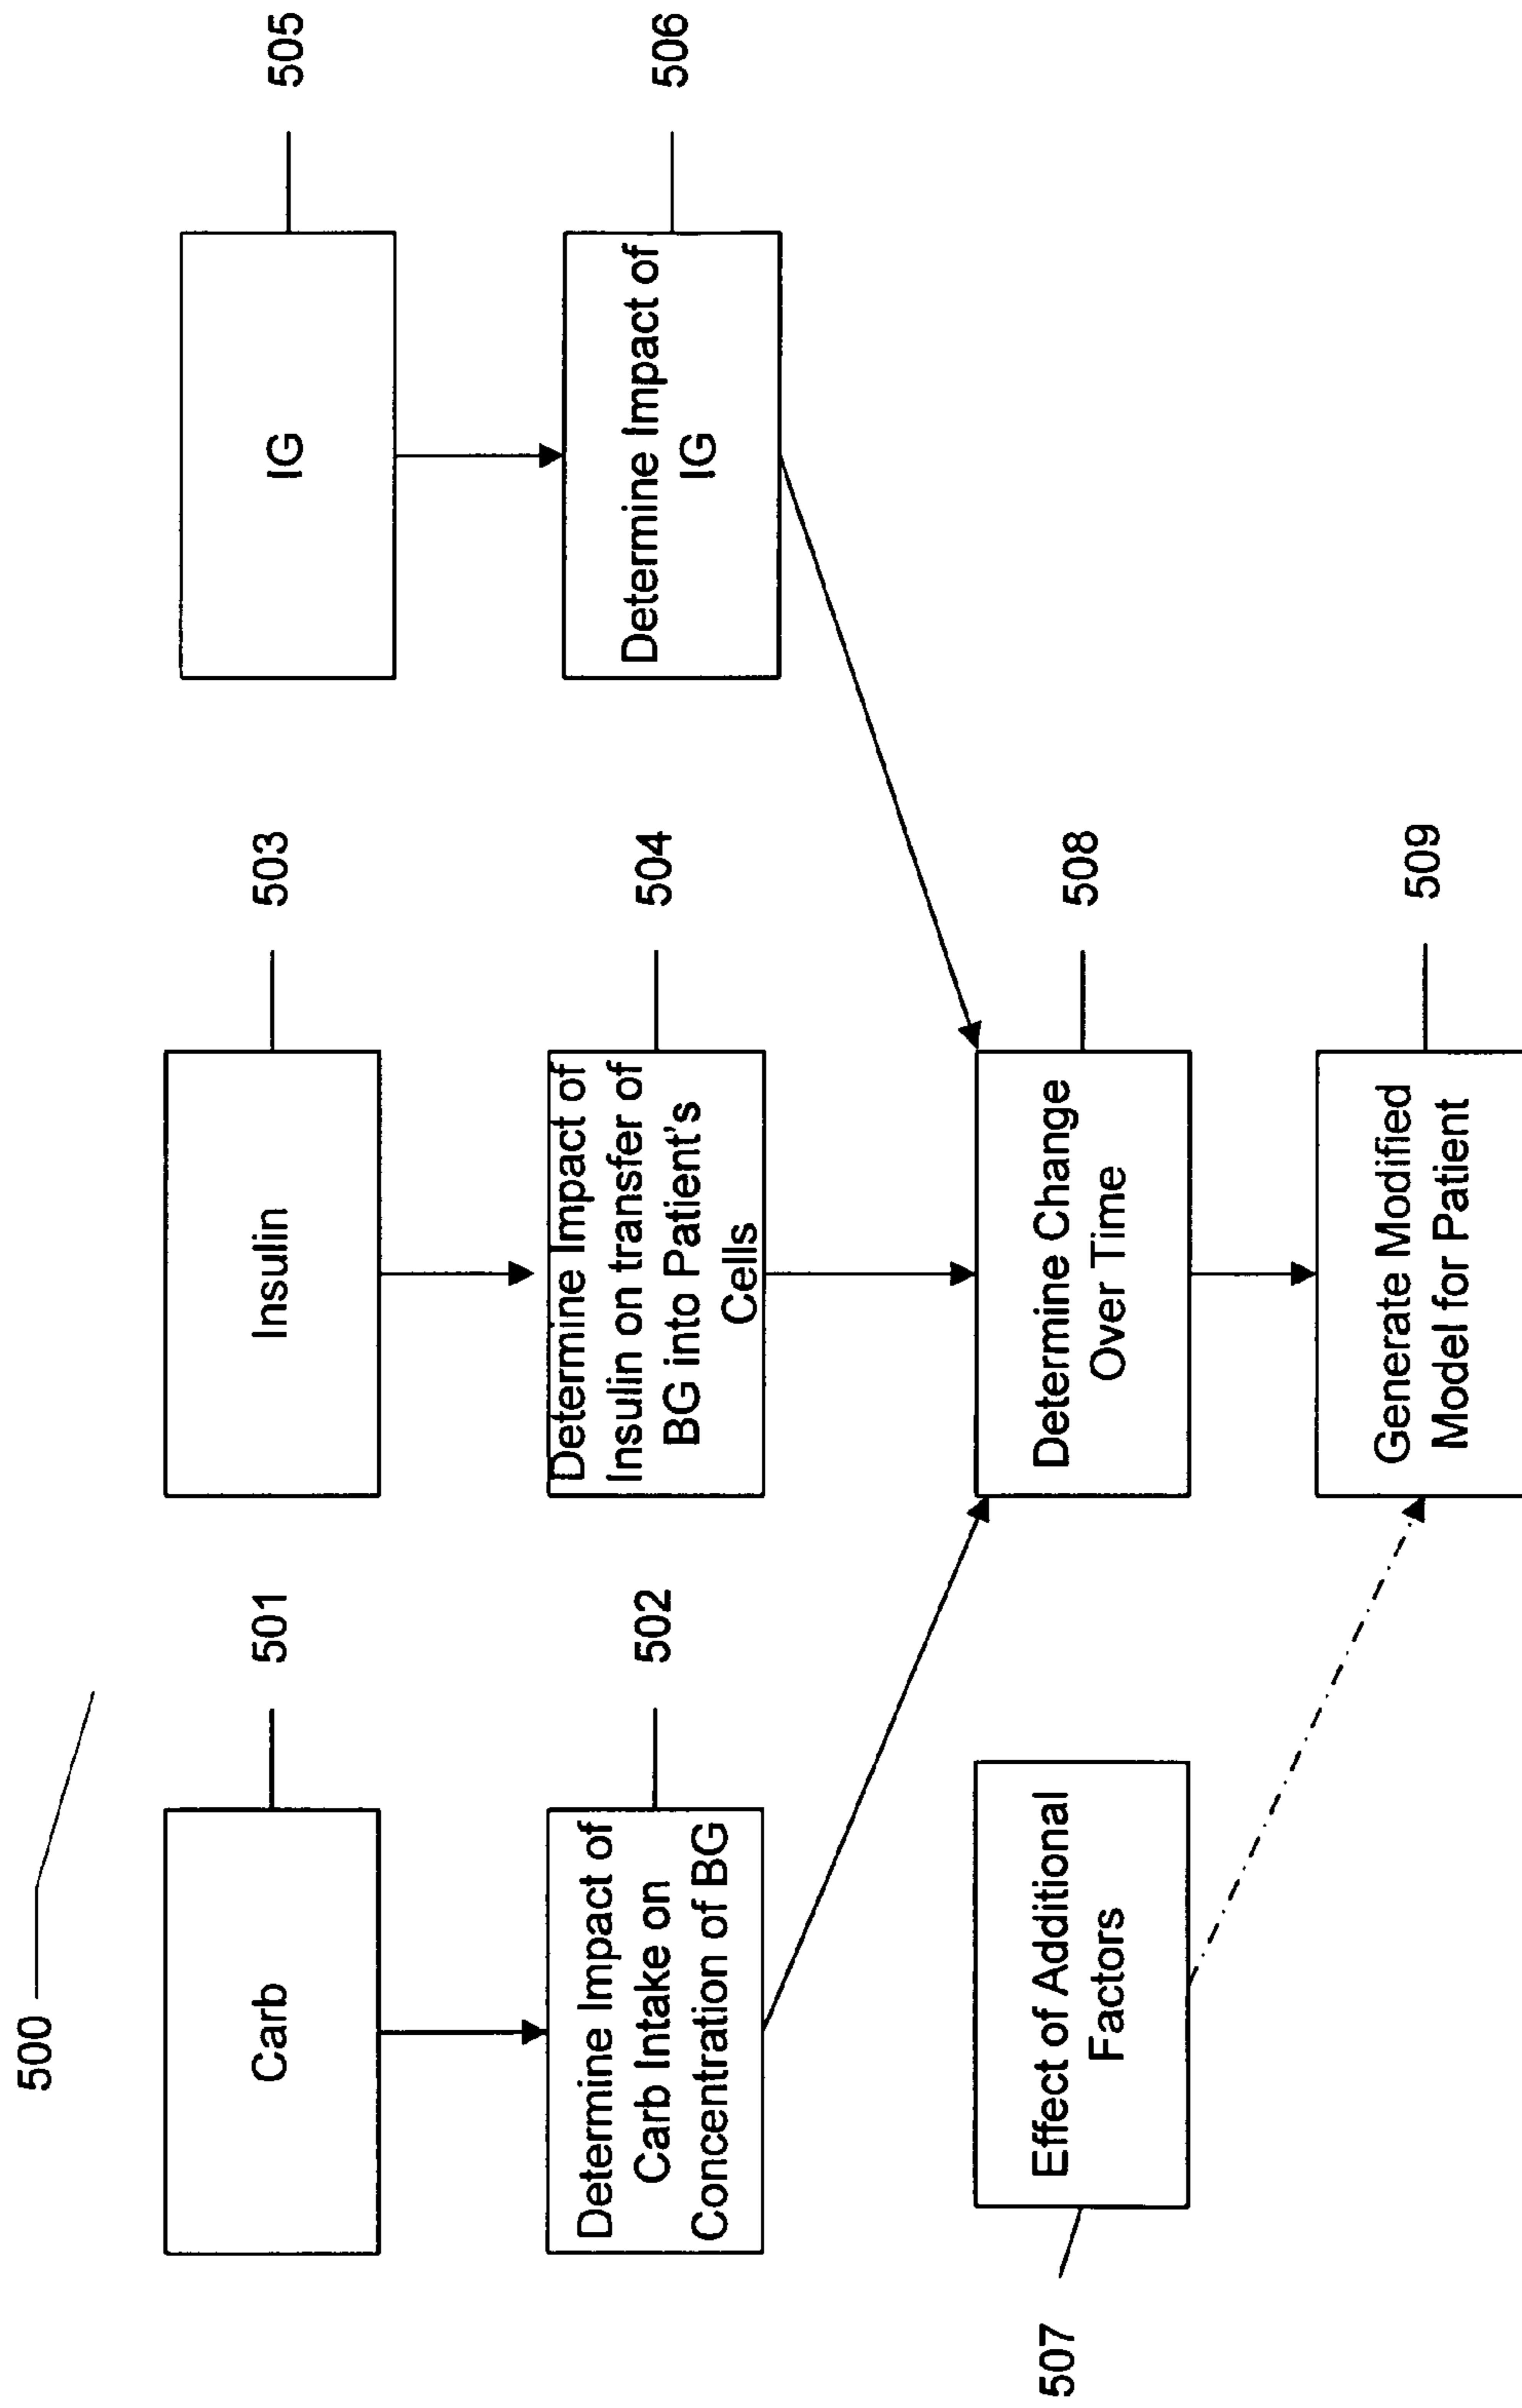 500
Carb
501
Insulin
503
IG
505
Determine Impact of
Carb Intake on
Concentration of BG
502
Determine Impact of
Insulin on transfer of
BG into Patient's
Cells
504
Determine Impact of
IG
506
507
Effect of Additional
Factors
Determine Change
Over Time
508
Generate Modified
Model for Patient
509